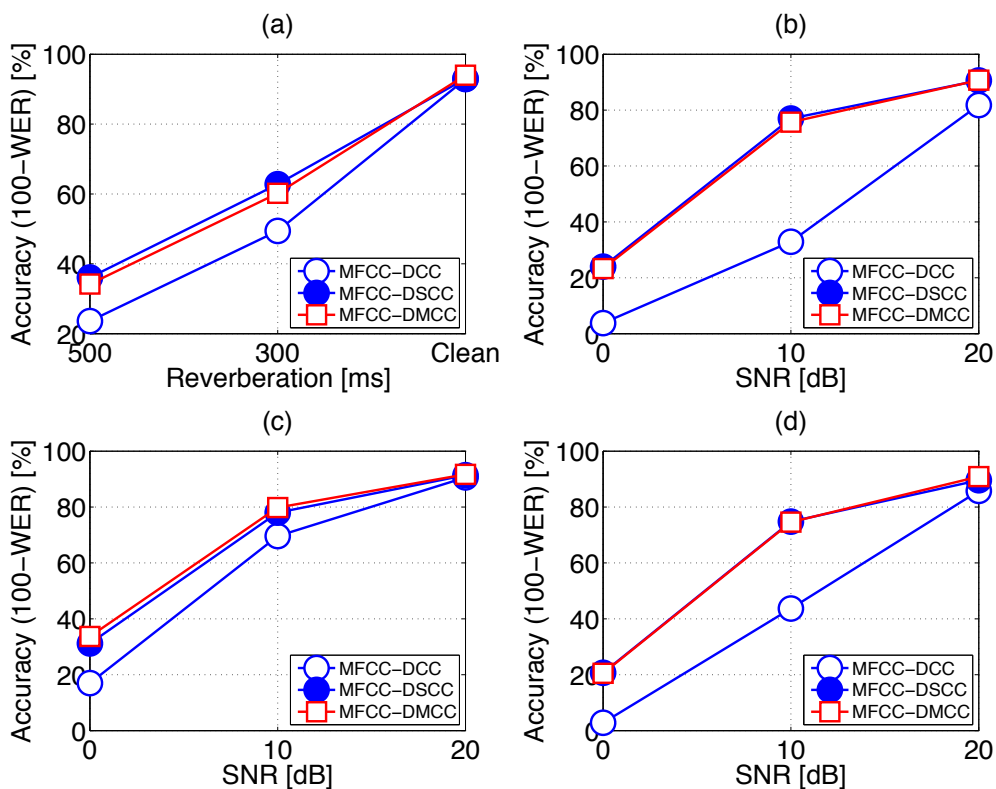 (a)
Accuracy (100-WER) [%]
100
80
60
40
20
500
300
Clean
Reverberation [ms]
MFCC-DCC
MFCC-DSCC
MFCC-DMCC
(b)
Accuracy (100-WER) [%]
100
80
60
40
20
0
0
10
20
SNR [dB]
MFCC-DCC
MFCC-DSCC
MFCC-DMCC
(c)
Accuracy (100-WER) [%]
100
80
60
40
20
0
0
10
20
SNR [dB]
MFCC-DCC
MFCC-DSCC
MFCC-DMCC
(d)
Accuracy (100-WER) [%]
100
80
60
40
20
0
0
10
20
SNR [dB]
MFCC-DCC
MFCC-DSCC
MFCC-DMCC